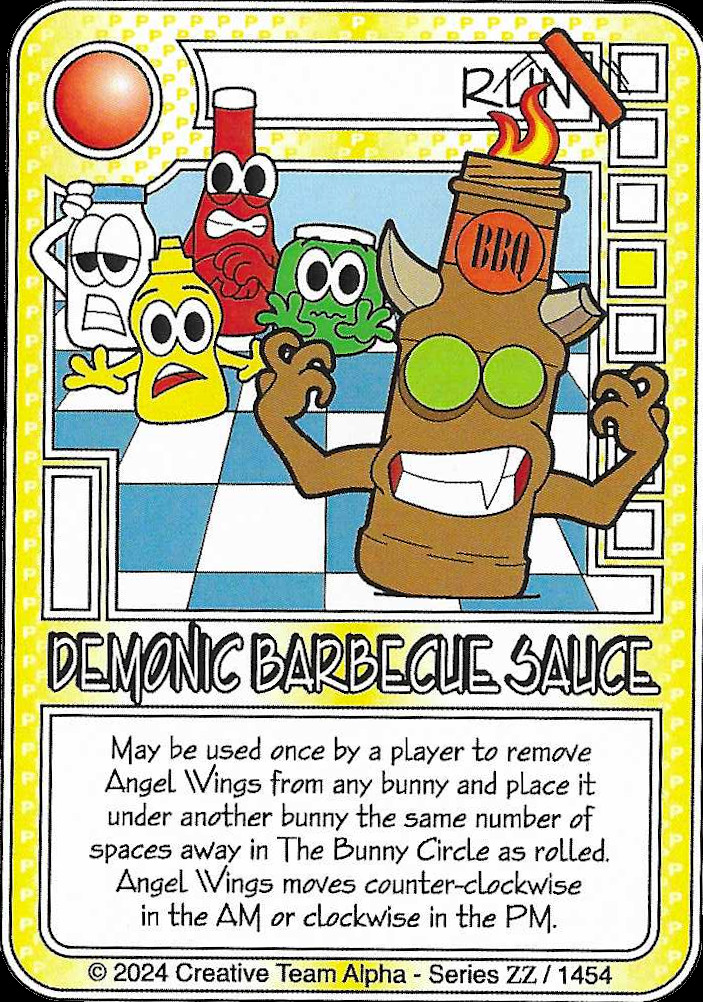 RUN
BBQ
DEMONIC BARBECUE SAUCE
May be used once by a player to remove
Angel Wings from any bunny and place it
under another bunny the same number of
spaces away in The Bunny Circle as rolled.
Angel Wings moves counter-clockwise
in the AM or clockwise in the PM.
© 2024 Creative Team Alpha - Series ZZ / 1454